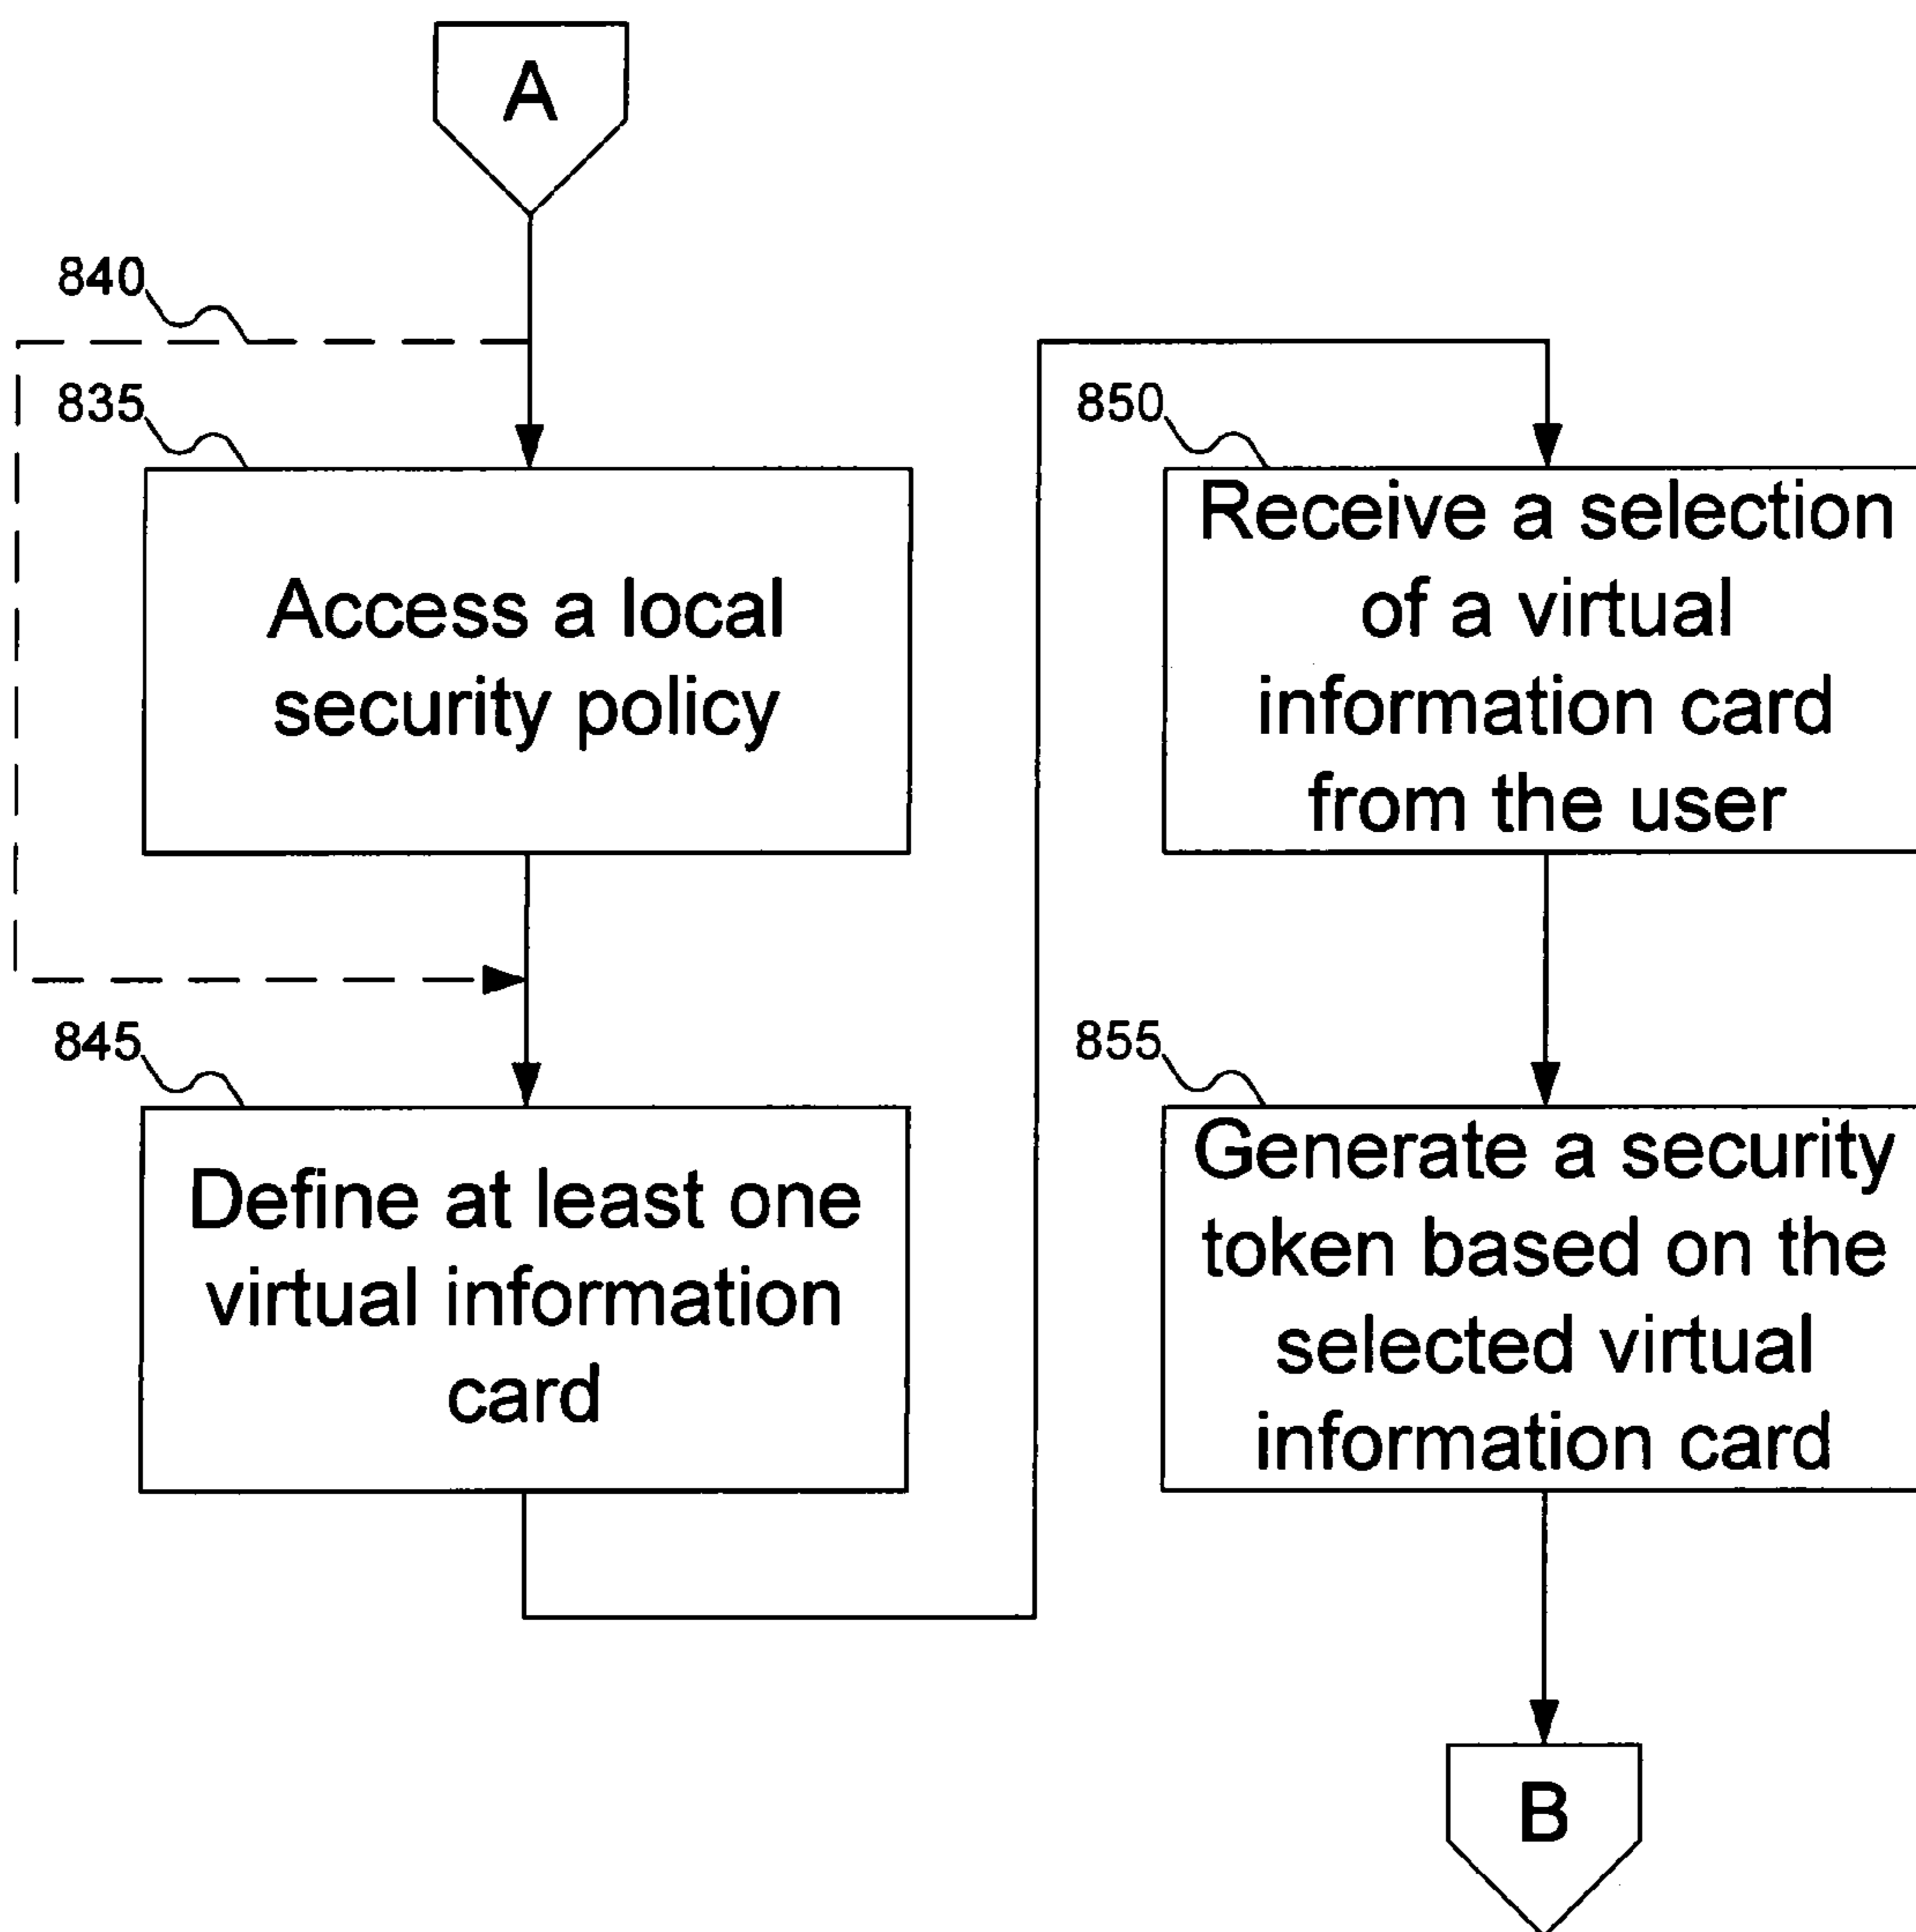 A
840
835
Access a local
security policy
845
Define at least one
virtual information
card
850
Receive a selection
of a virtual
information card
from the user
855
Generate a security
token based on the
selected virtual
information card
B